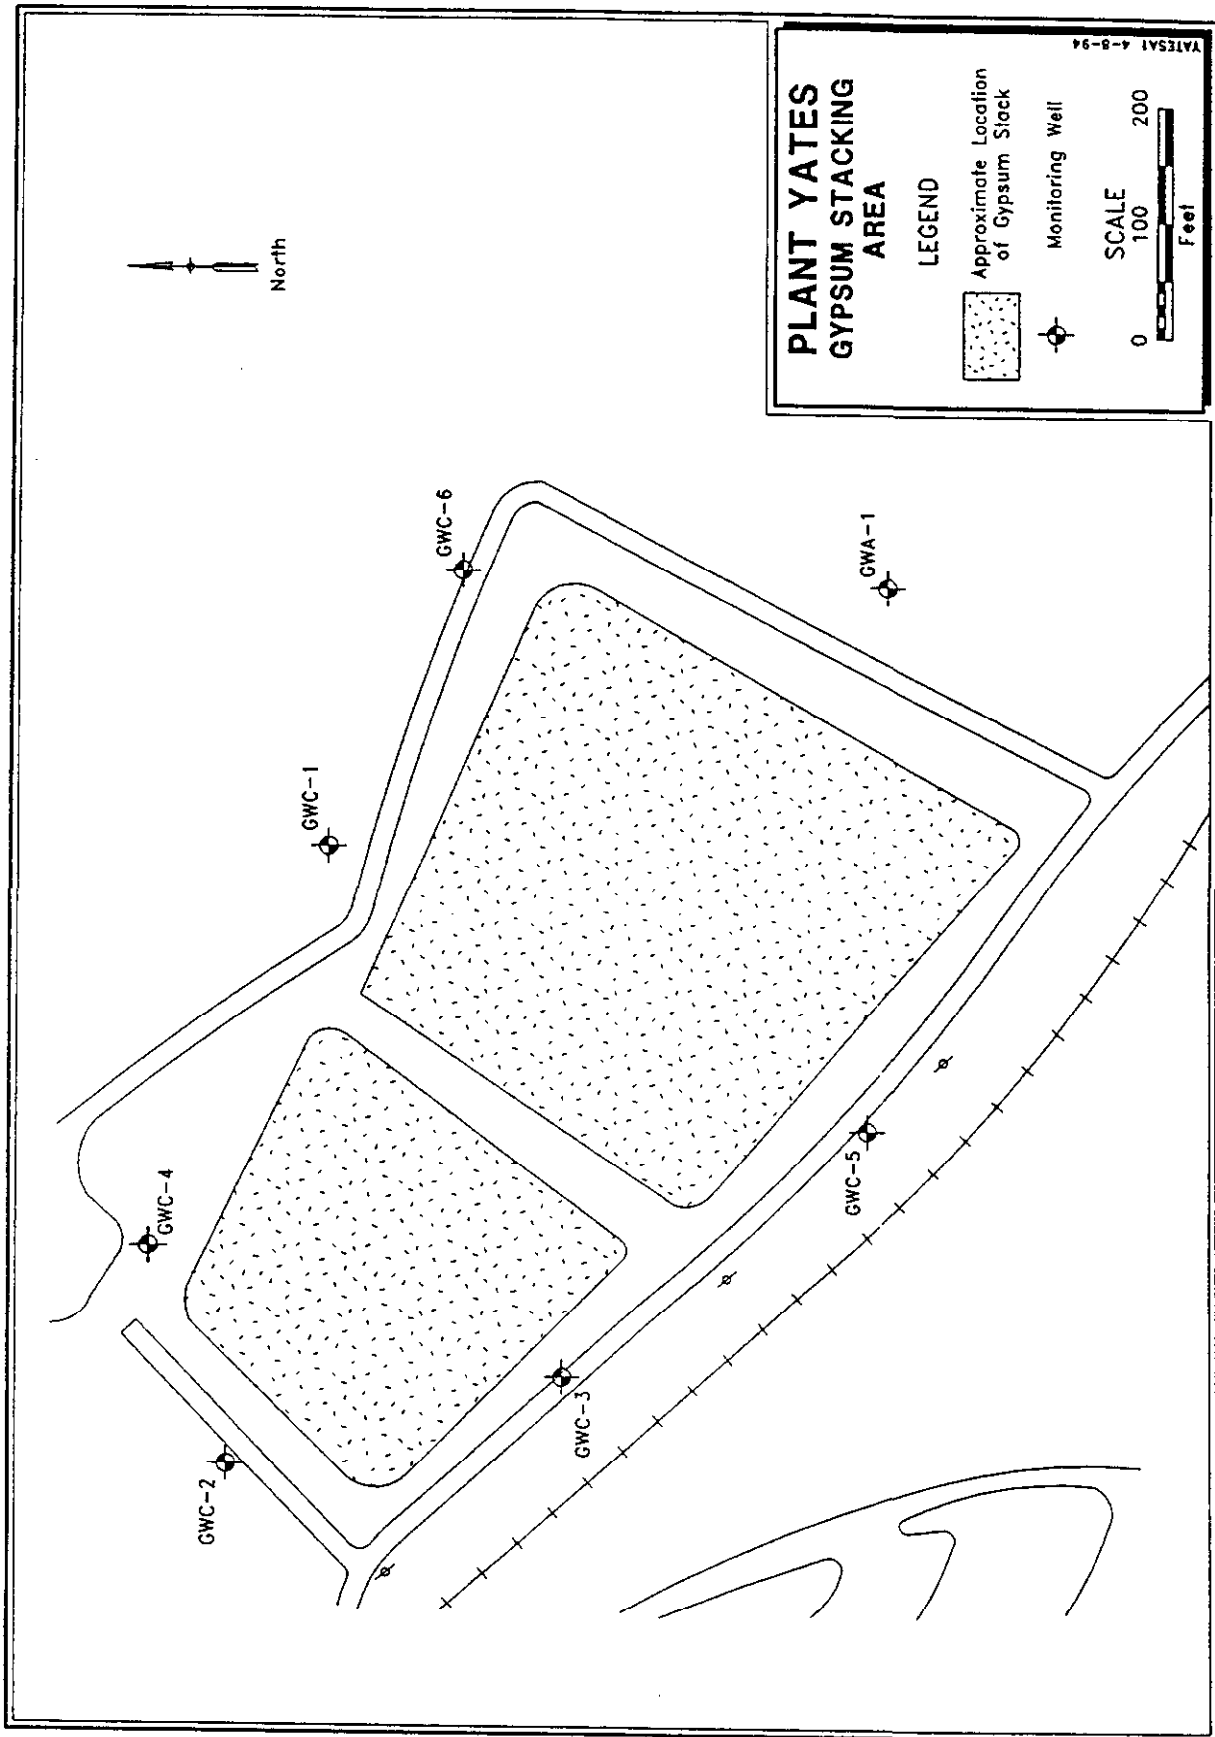 PLANT YATES
GYPSUM STACKING
AREA
LEGEND
Approximate Location
of Gypsum Stack
Monitoring Well
SCALE
0 100 200
Feet
YATESA1 4-8-94
North
GWC-6
GWA-1
GWC-1
GWC-4
GWC-5
GWC-3
GWC-2